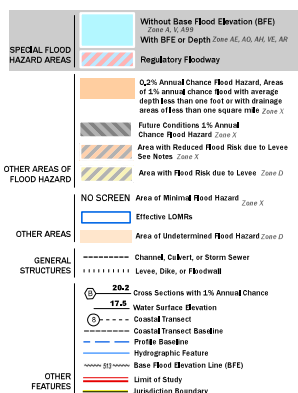 SPECIAL FLOOD
HAZARD AREAS
Without Base Flood Elevation (BFE)
Zone A, V, A99
With BFE or Depth Zone AE, AO, AH, VE, AR
Regulatory Floodway
OTHER AREAS OF
FLOOD HAZARD
0.2% Annual Chance Flood Hazard, Areas
of 1% annual chance flood with average
depth less than one foot or with drainage
areas of less than one square mile Zone X
Future Conditions 1% Annual
Chance Flood Hazard Zone X
Area with Reduced Flood Risk due to Levee
See Notes Zone X
Area with Flood Risk due to Levee Zone D
OTHER AREAS
NO SCREEN Area of Minimal Flood Hazard Zone X
Effective LOMRs
Area of Undetermined Flood Hazard Zone D
GENERAL
STRUCTURES
Channel, Culvert, or Storm Sewer
Levee, Dike, or Floodwall
OTHER
FEATURES
B 20.2 Cross Sections with 1% Annual Chance
17.5 Water Surface Elevation
8 Coastal Transect
Coastal Transect Baseline
Profile Baseline
Hydrographic Feature
513 Base Flood Elevation Line (BFE)
Limit of Study
Jurisdiction Boundary